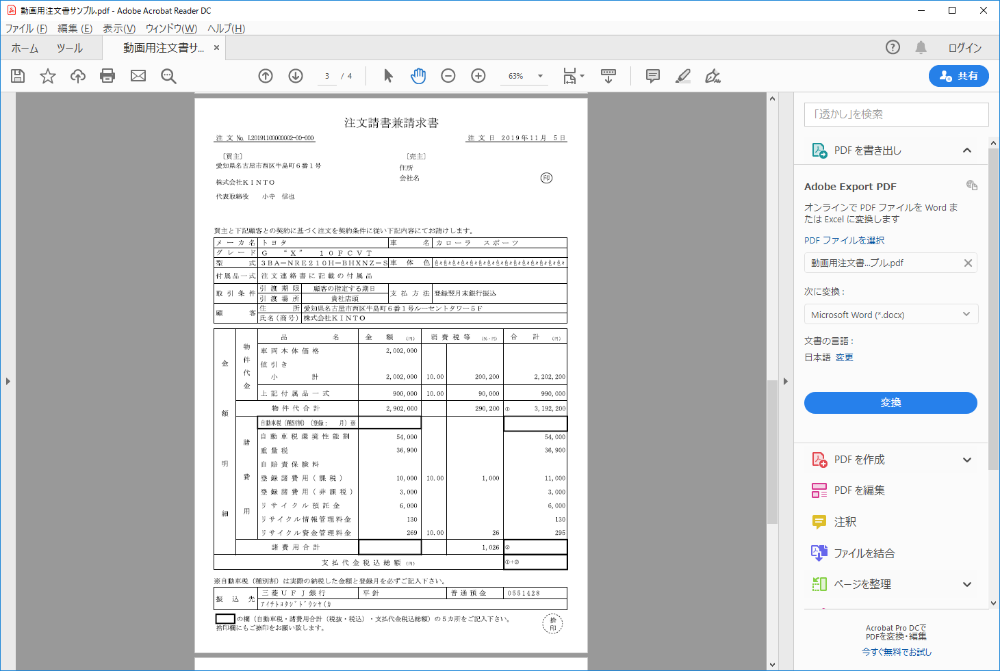 動画用注文書サンプル.pdf - Adobe Acrobat Reader DC
ファイル (F) 編集 (E) 表示(V) ウィンドウ(W) ヘルプ(H)
ホーム ツール 動画用注文書サ... × ログイン
3 / 4 63% 共有
注文請書兼請求書
注 文 № L20191100000002-00-000 注 文 日 2019年11月 5日
［買主］ ［売主］
愛知県名古屋市西区牛島町６番１号 住所
会社名 印
株式会社ＫＩＮＴＯ
代表取締役 小寺 信也
買主と下記顧客との契約に基づく注文を契約条件に従い下記内容にてお請けします。
メーカ名 トヨタ 車名 カローラ スポーツ
グレード Ｇ “Ｘ” １０ＦＣＶＴ
型式 3BA-NRE210H-BHXNZ-S 車体色
付属品一式 注文連絡書に記載の付属品
取引条件 引渡期限 顧客の指定する期日 支払方法 登録翌月末銀行振込
引渡場所 貴社店頭
顧客 住所 愛知県名古屋市西区牛島町６番１号ルーセントタワー５Ｆ
氏名(商号) 株式会社ＫＩＮＴＯ
金額明細 物件代金 品名 金額 (円) 消費税等 (％・円) 合計 (円)
車両本体価格 2,002,000
値引き
小計 2,002,000 10.00 200,200 2,202,200
上記付属品一式 900,000 10.00 90,000 990,000
物件代合計 2,902,000 290,200 ① 3,192,200
諸費用 自動車税（種別割）（登録： 月）※
自動車税環境性能割 54,000 54,000
重量税 36,900 36,900
自賠責保険料
登録諸費用(課税) 10,000 10.00 1,000 11,000
登録諸費用(非課税) 3,000 3,000
リサイクル預託金 6,000 6,000
リサイクル情報管理料金 130 130
リサイクル資金管理料金 269 10.00 26 295
諸費用合計 1,026 ②
支払代金税込総額 (円) ①+②
※自動車税（種別割）は実際の納税した金額と登録月を必ずご記入下さい。
振込先 三菱ＵＦＪ銀行 平針 普通預金 0551428
ｱｲﾁﾄﾖﾀｼﾞﾄﾞｳｼﾔ(ｶ
の欄（自動車税・諸費用合計（税抜・税込）・支払代金税込総額）の５カ所をご記入下さい。
捨印欄にもご捺印をお願い致します。 捨印
「透かし」を検索
PDF を書き出し
Adobe Export PDF
オンラインで PDF ファイルを Word ま
たは Excel に変換します
PDF ファイルを選択
動画用注文書...プル.pdf
次に変換 :
Microsoft Word (*.docx)
文書の言語 :
日本語 変更
変換
PDF を作成
PDF を編集
注釈
ファイルを結合
ページを整理
Acrobat Pro DCで
PDFを変換・編集
今すぐ無料でお試し